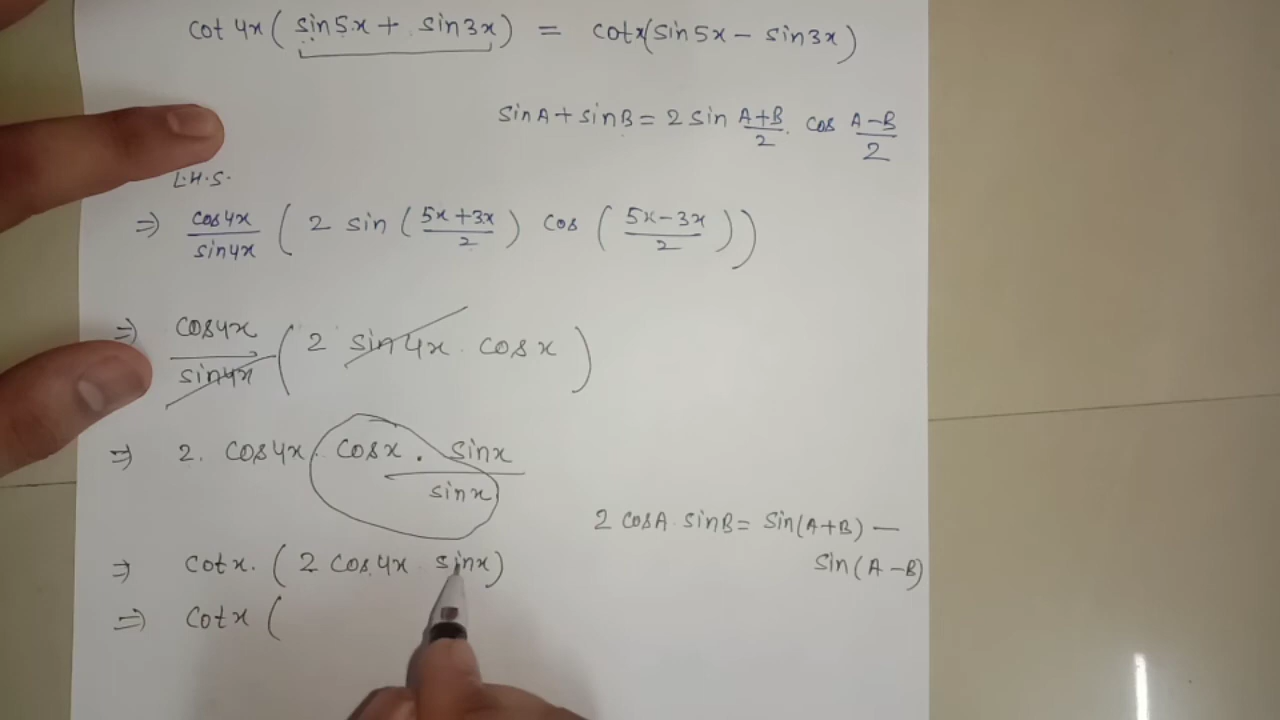 cot 4x ( sin5x + sin3x ) = cotx(sin5x - sin3x)
sinA + sinB = 2 sin A+B/2 . cos A-B/2
L.H.S.
⇒ cos4x/sin4x ( 2 sin ( 5x+3x/2 ) cos ( 5x-3x/2 ) )
⇒ cos4x/sin4x ( 2 sin4x . cosx )
⇒ 2. cos4x . cosx . sinx/sinx
2 cosA . sinB = sin(A+B) -
sin(A-B)
⇒ cotx. ( 2 cos4x . sinx )
⇒ cotx (